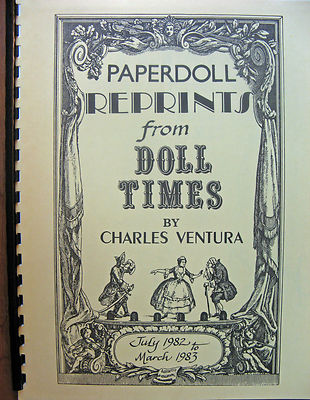 PAPERDOLL
REPRINTS
from
DOLL
TIMES
BY
CHARLES VENTURA
July 1982 to
March 1983